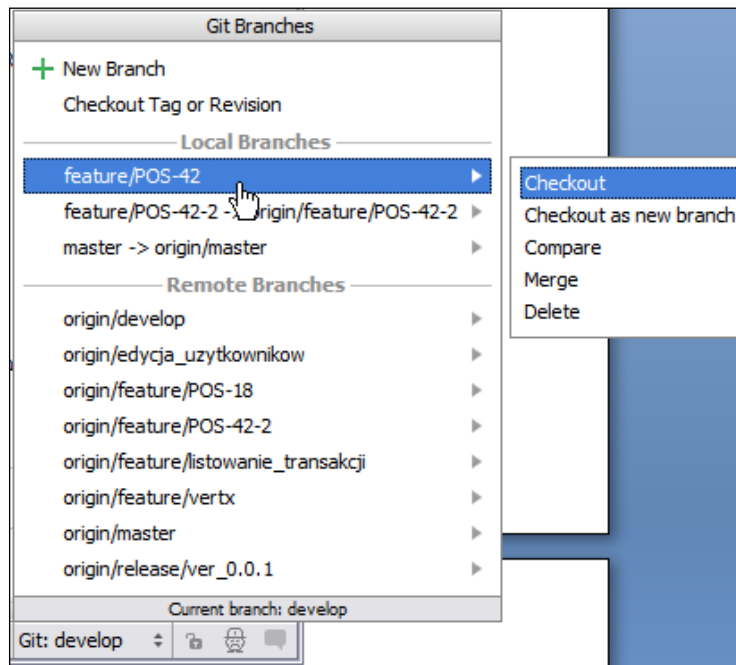 Git Branches
New Branch
Checkout Tag or Revision
Local Branches
feature/POS-42
feature/POS-42-2 -> origin/feature/POS-42-2
master -> origin/master
Remote Branches
origin/develop
origin/edycja_uzytkownikow
origin/feature/POS-18
origin/feature/POS-42-2
origin/feature/listowanie_transakcji
origin/feature/vertx
origin/master
origin/release/ver_0.0.1
Current branch: develop
Git: develop
Checkout
Checkout as new branch
Compare
Merge
Delete